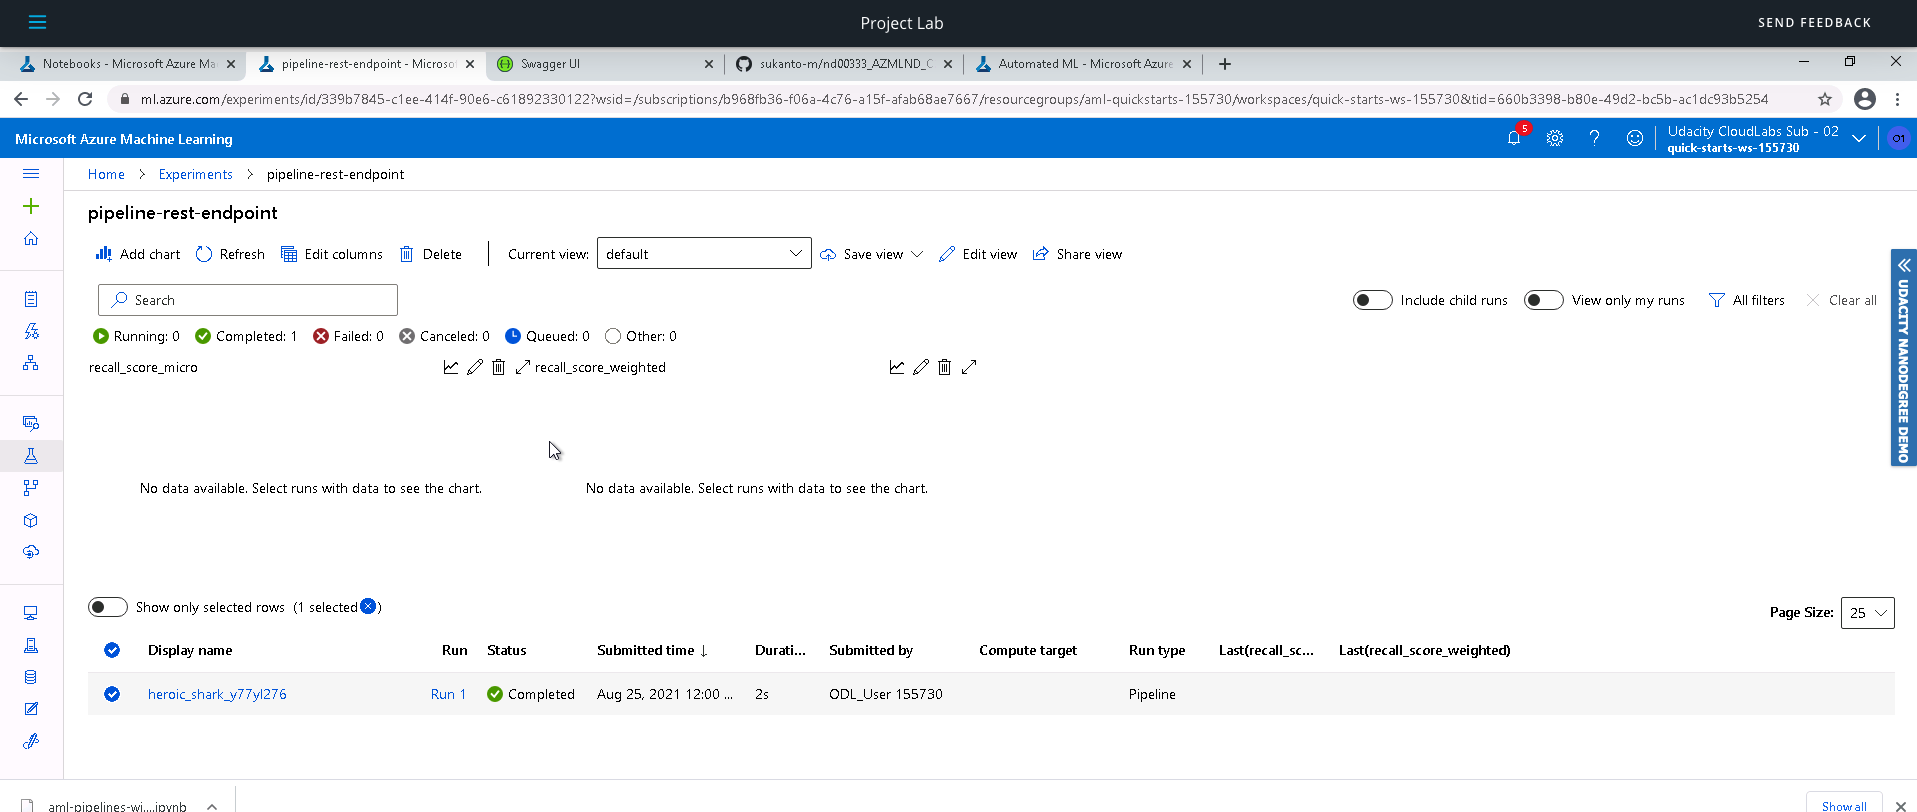 Project Lab
SEND FEEDBACK
Notebooks - Microsoft Azure Ma
pipeline-rest-endpoint - Microso
Swagger UI
sukanto-m/nd00333_AZMLND_C
Automated ML - Microsoft Azure
ml.azure.com/experiments/id/339b7845-c1ee-414f-90e6-c61892330122?wsid=/subscriptions/b968fb36-f06a-4c76-a15f-afab68ae7667/resourcegroups/aml-quickstarts-155730/workspaces/quick-starts-ws-155730&tid=660b3398-b80e-49d2-bc5b-ac1dc93b5254
Microsoft Azure Machine Learning
5
Udacity CloudLabs Sub - 02
quick-starts-ws-155730
O1
Home > Experiments > pipeline-rest-endpoint
pipeline-rest-endpoint
Add chart Refresh Edit columns Delete Current view: default Save view Edit view Share view
Search
Include child runs View only my runs All filters Clear all
Running: 0 Completed: 1 Failed: 0 Canceled: 0 Queued: 0 Other: 0
recall_score_micro
recall_score_weighted
No data available. Select runs with data to see the chart.
No data available. Select runs with data to see the chart.
UDACITY NANODEGREE DEMO
Show only selected rows (1 selected )
Page Size: 25
Display name Run Status Submitted time ↓ Durati... Submitted by Compute target Run type Last(recall_sc... Last(recall_score_weighted)
heroic_shark_y77yl276 Run 1 Completed Aug 25, 2021 12:00 ... 2s ODL_User 155730 Pipeline
aml-pipelines-wi....ipynb
Show all